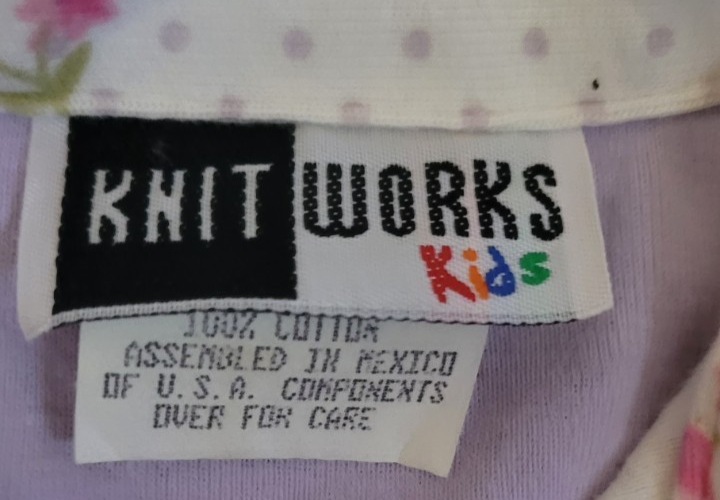 KNIT WORKS
Kids
100% COTTON
ASSEMBLED IN MEXICO
OF U.S.A. COMPONENTS
OVER FOR CARE